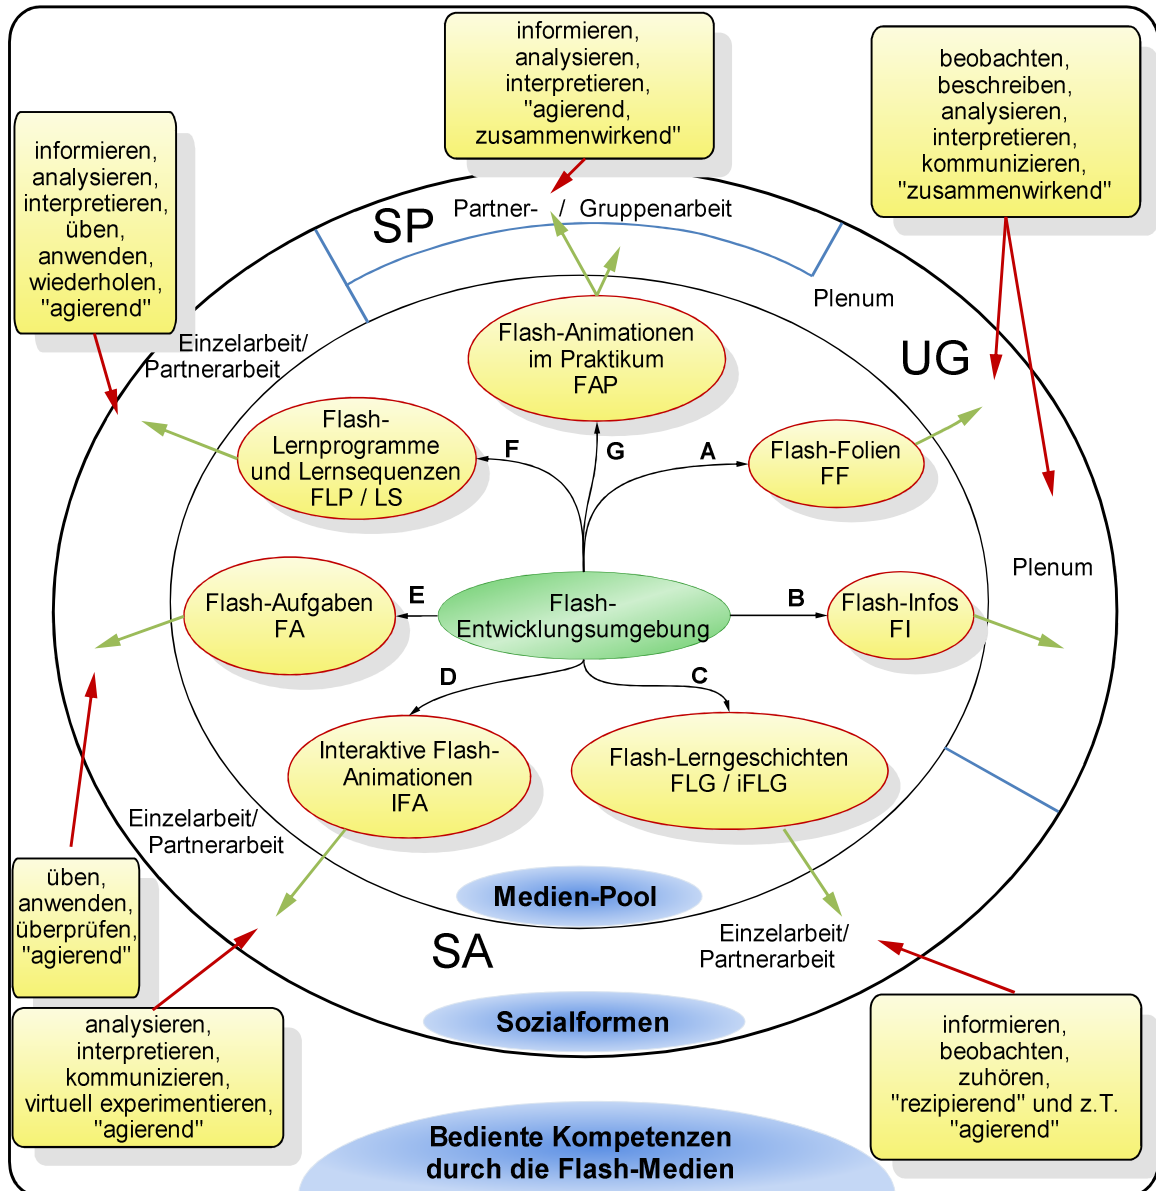 informieren,
analysieren,
interpretieren,
"agierend,
zusammenwirkend"
beobachten,
beschreiben,
analysieren,
interpretieren,
kommunizieren,
"zusammenwirkend"
informieren,
analysieren,
interpretieren,
üben,
anwenden,
wiederholen,
"agierend"
SP
Partner- / Gruppenarbeit
Plenum
UG
Einzelarbeit/
Partnerarbeit
Flash-Animationen
im Praktikum
FAP
Flash-
Lernprogramme
und Lernsequenzen
FLP / LS
F
G
A
Flash-Folien
FF
Plenum
Flash-Aufgaben
FA
E
Flash-
Entwicklungsumgebung
B
Flash-Infos
FI
D
C
Interaktive Flash-
Animationen
IFA
Flash-Lerngeschichten
FLG / iFLG
Einzelarbeit/
Partnerarbeit
Medien-Pool
üben,
anwenden,
überprüfen,
"agierend"
SA
Einzelarbeit/
Partnerarbeit
Sozialformen
analysieren,
interpretieren,
kommunizieren,
virtuell experimentieren,
"agierend"
informieren,
beobachten,
zuhören,
"rezipierend" und z.T.
"agierend"
Bediente Kompetenzen
durch die Flash-Medien